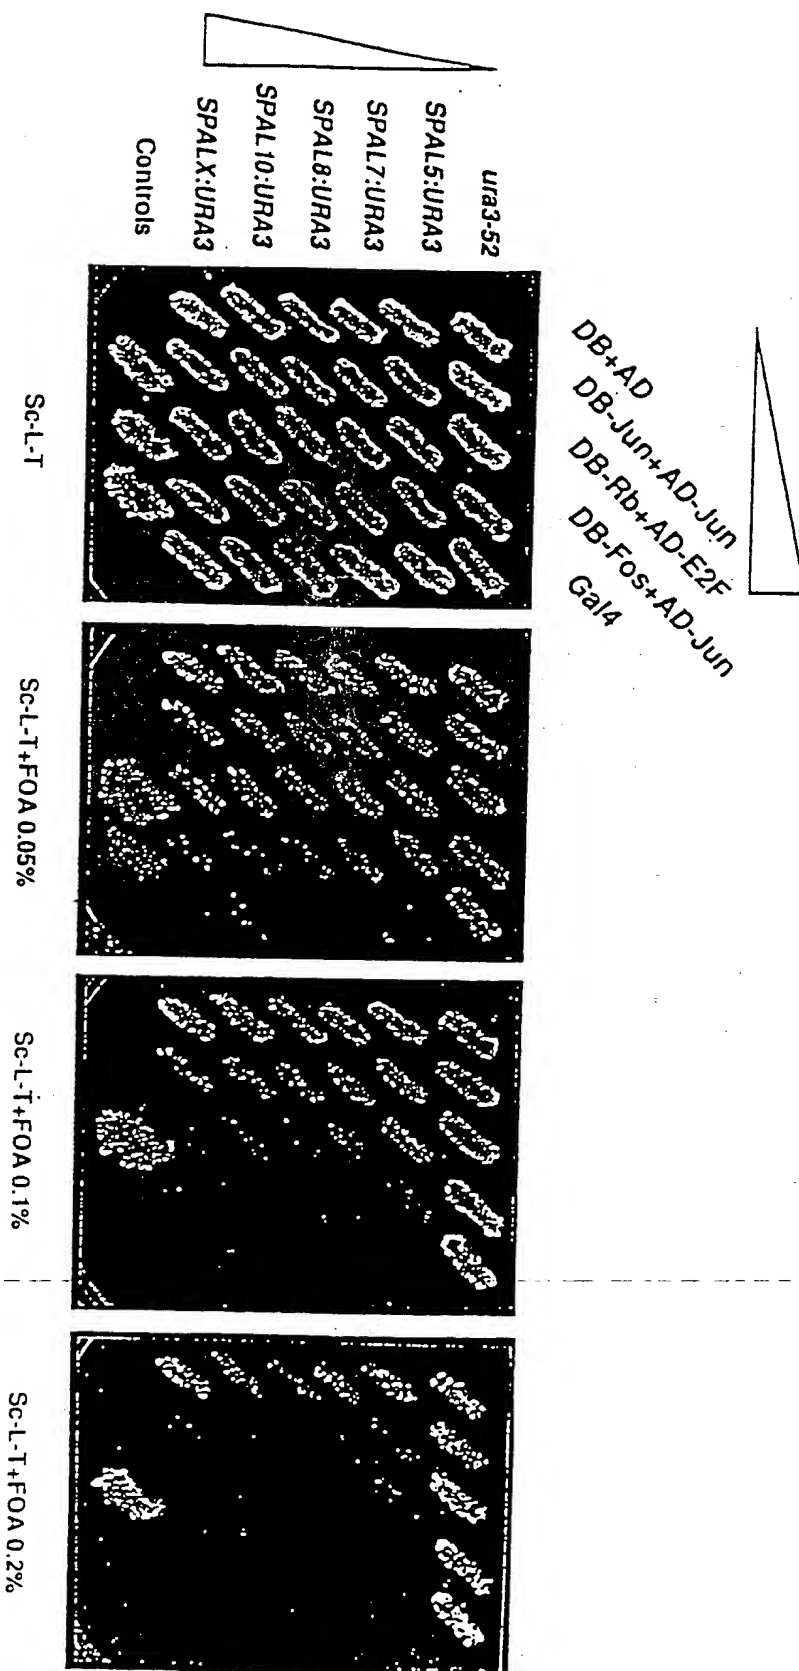 ura3-52
SPAL5:URA3
SPAL7:URA3
SPAL8:URA3
SPAL10:URA3
SPALX:URA3
Controls
DB+AD
DB-Jun+AD-Jun
DB-Rb+AD-E2F
DB-Fos+AD-Jun
Gal4
Sc-L-T
Sc-L-T+FOA 0.05%
Sc-L-T+FOA 0.1%
Sc-L-T+FOA 0.2%